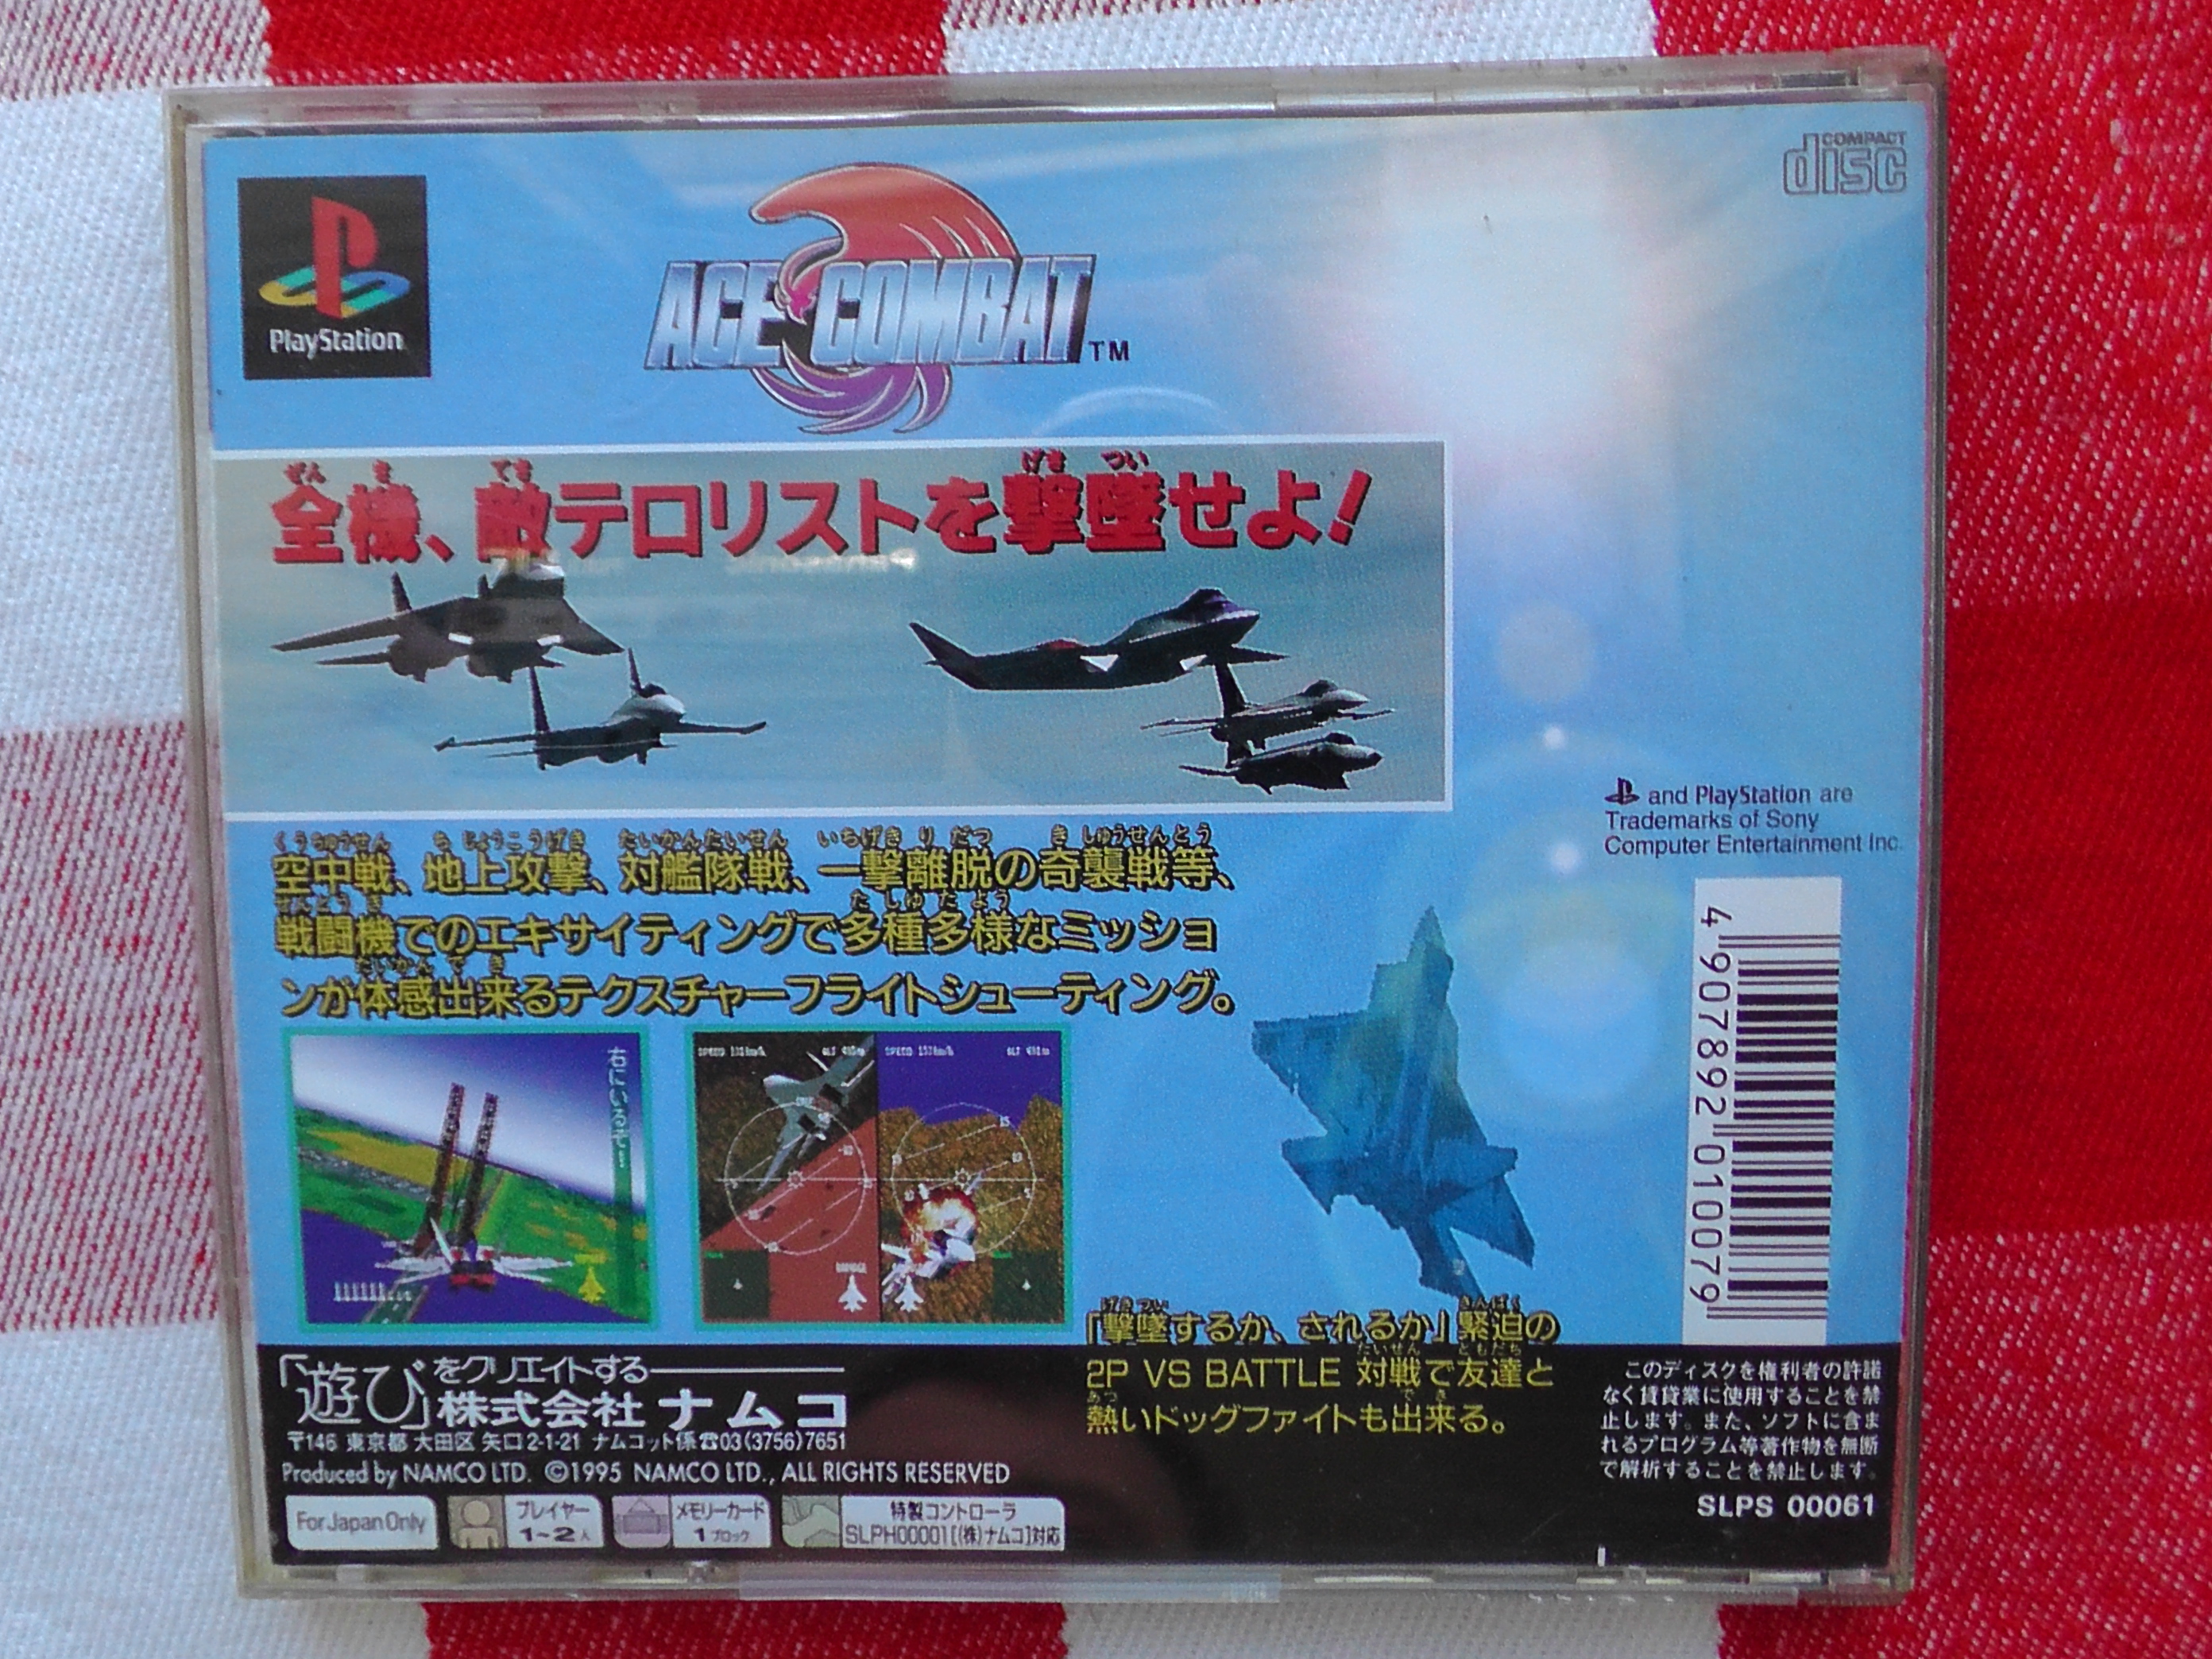 COMPACT
disc
PlayStation
ACE COMBAT™
全機、敵テロリストを撃墜せよ!
空中戦、地上攻撃、対艦隊戦、一撃離脱の奇襲戦等、
戦闘機でのエキサイティングで多種多様なミッショ
ンが体感出来るテクスチャーフライトシューティング。
and PlayStation are
Trademarks of Sony
Computer Entertainment Inc.
4 907892 010079
DAMAGE
「撃墜するか、されるか」緊迫の
2P VS BATTLE 対戦で友達と
熱いドッグファイトも出来る。
「遊び」をクリエイトする
株式会社 ナムコ
〒146 東京都 大田区 矢口2-1-21 ナムコット係☎03(3756)7651
Produced by NAMCO LTD. ©1995 NAMCO LTD., ALL RIGHTS RESERVED
For Japan Only
プレイヤー
1~2人
メモリーカード
1ブロック
特製コントローラ
SLPH00001[(株)ナムコ]対応
このディスクを権利者の許諾
なく賃貸業に使用することを禁
止します。また、ソフトに含ま
れるプログラム等著作物を無断
で解析することを禁止します。
SLPS 00061